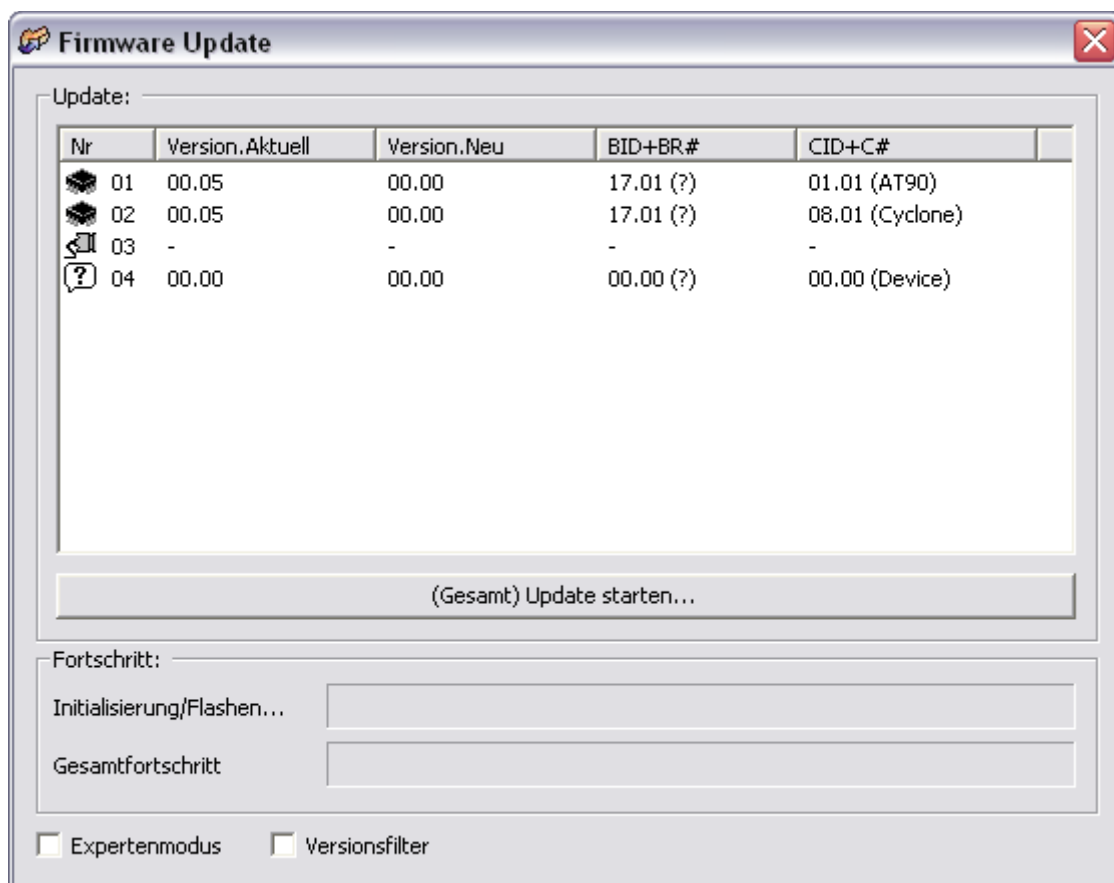 Firmware Update
Update:
Nr Version.Aktuell Version.Neu BID+BR# CID+C#
01 00.05 00.00 17.01 (?) 01.01 (AT90)
02 00.05 00.00 17.01 (?) 08.01 (Cyclone)
03 - - - -
? 04 00.00 00.00 00.00 (?) 00.00 (Device)
(Gesamt) Update starten...
Fortschritt:
Initialisierung/Flashen...
Gesamtfortschritt
Expertenmodus Versionsfilter